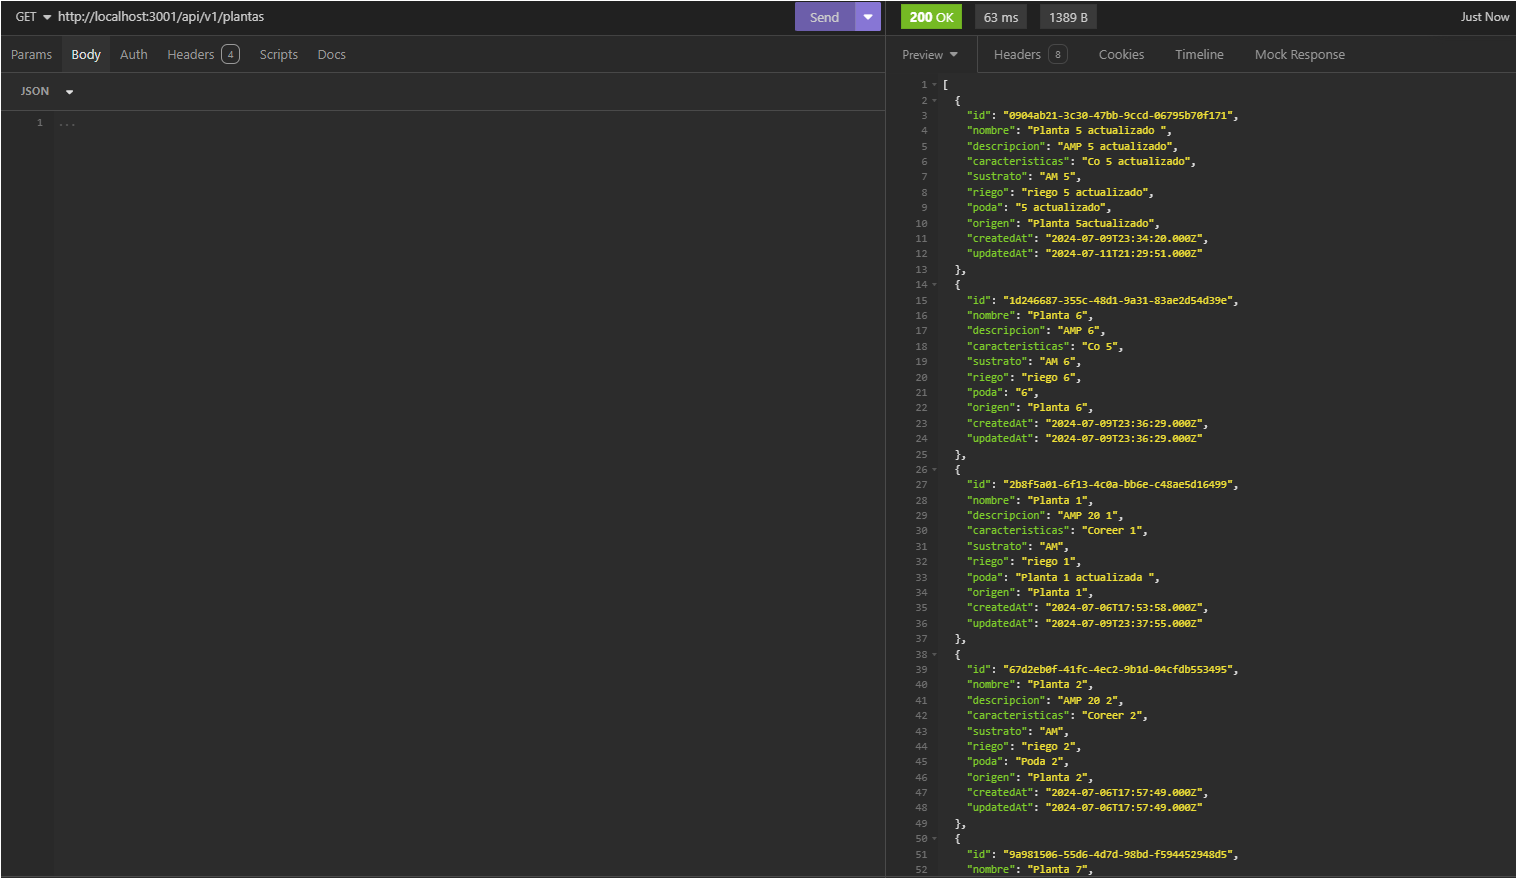 GET http://localhost:3001/api/v1/plantas Send 200 OK 63 ms 1389 B Just Now
Params Body Auth Headers 4 Scripts Docs
Preview Headers 8 Cookies Timeline Mock Response
JSON
1 ...
1 [
2 {
3 "id": "0904ab21-3c30-47bb-9ccd-06795b70f171",
4 "nombre": "Planta 5 actualizado ",
5 "descripcion": "AMP 5 actualizado",
6 "caracteristicas": "Co 5 actualizado",
7 "sustrato": "AM 5",
8 "riego": "riego 5 actualizado",
9 "poda": "5 actualizado",
10 "origen": "Planta 5actualizado",
11 "createdAt": "2024-07-09T23:34:20.000Z",
12 "updatedAt": "2024-07-11T21:29:51.000Z"
13 },
14 {
15 "id": "1d246687-355c-48d1-9a31-83ae2d54d39e",
16 "nombre": "Planta 6",
17 "descripcion": "AMP 6",
18 "caracteristicas": "Co 5",
19 "sustrato": "AM 6",
20 "riego": "riego 6",
21 "poda": "6",
22 "origen": "Planta 6",
23 "createdAt": "2024-07-09T23:36:29.000Z",
24 "updatedAt": "2024-07-09T23:36:29.000Z"
25 },
26 {
27 "id": "2b8f5a01-6f13-4c0a-bb6e-c48ae5d16499",
28 "nombre": "Planta 1",
29 "descripcion": "AMP 20 1",
30 "caracteristicas": "Coreer 1",
31 "sustrato": "AM",
32 "riego": "riego 1",
33 "poda": "Planta 1 actualizada ",
34 "origen": "Planta 1",
35 "createdAt": "2024-07-06T17:53:58.000Z",
36 "updatedAt": "2024-07-09T23:37:55.000Z"
37 },
38 {
39 "id": "67d2eb0f-41fc-4ec2-9b1d-04cfdb553495",
40 "nombre": "Planta 2",
41 "descripcion": "AMP 20 2",
42 "caracteristicas": "Coreer 2",
43 "sustrato": "AM",
44 "riego": "riego 2",
45 "poda": "Poda 2",
46 "origen": "Planta 2",
47 "createdAt": "2024-07-06T17:57:49.000Z",
48 "updatedAt": "2024-07-06T17:57:49.000Z"
49 },
50 {
51 "id": "9a981506-55d6-4d7d-98bd-f594452948d5",
52 "nombre": "Planta 7",